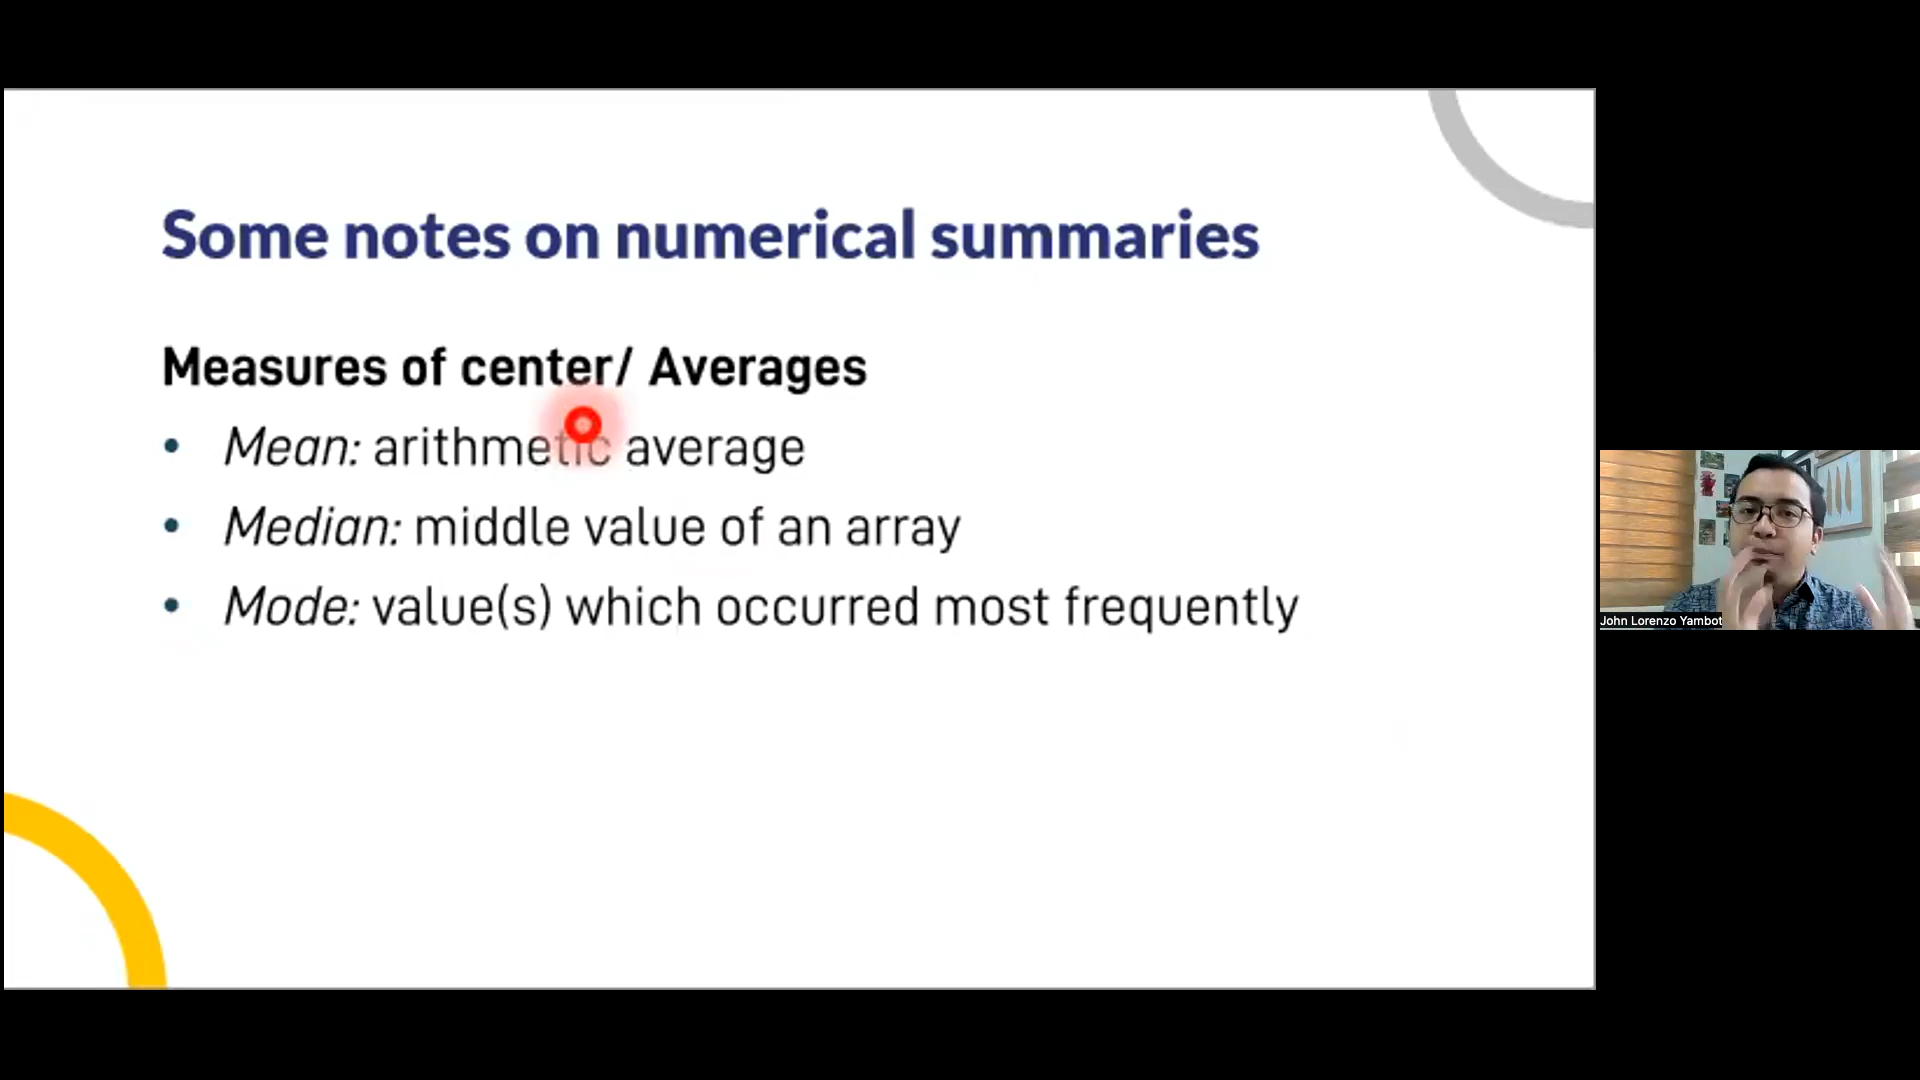 Some notes on numerical summaries
Measures of center/ Averages
• Mean: arithmetic average
• Median: middle value of an array
• Mode: value(s) which occurred most frequently
John Lorenzo Yambot